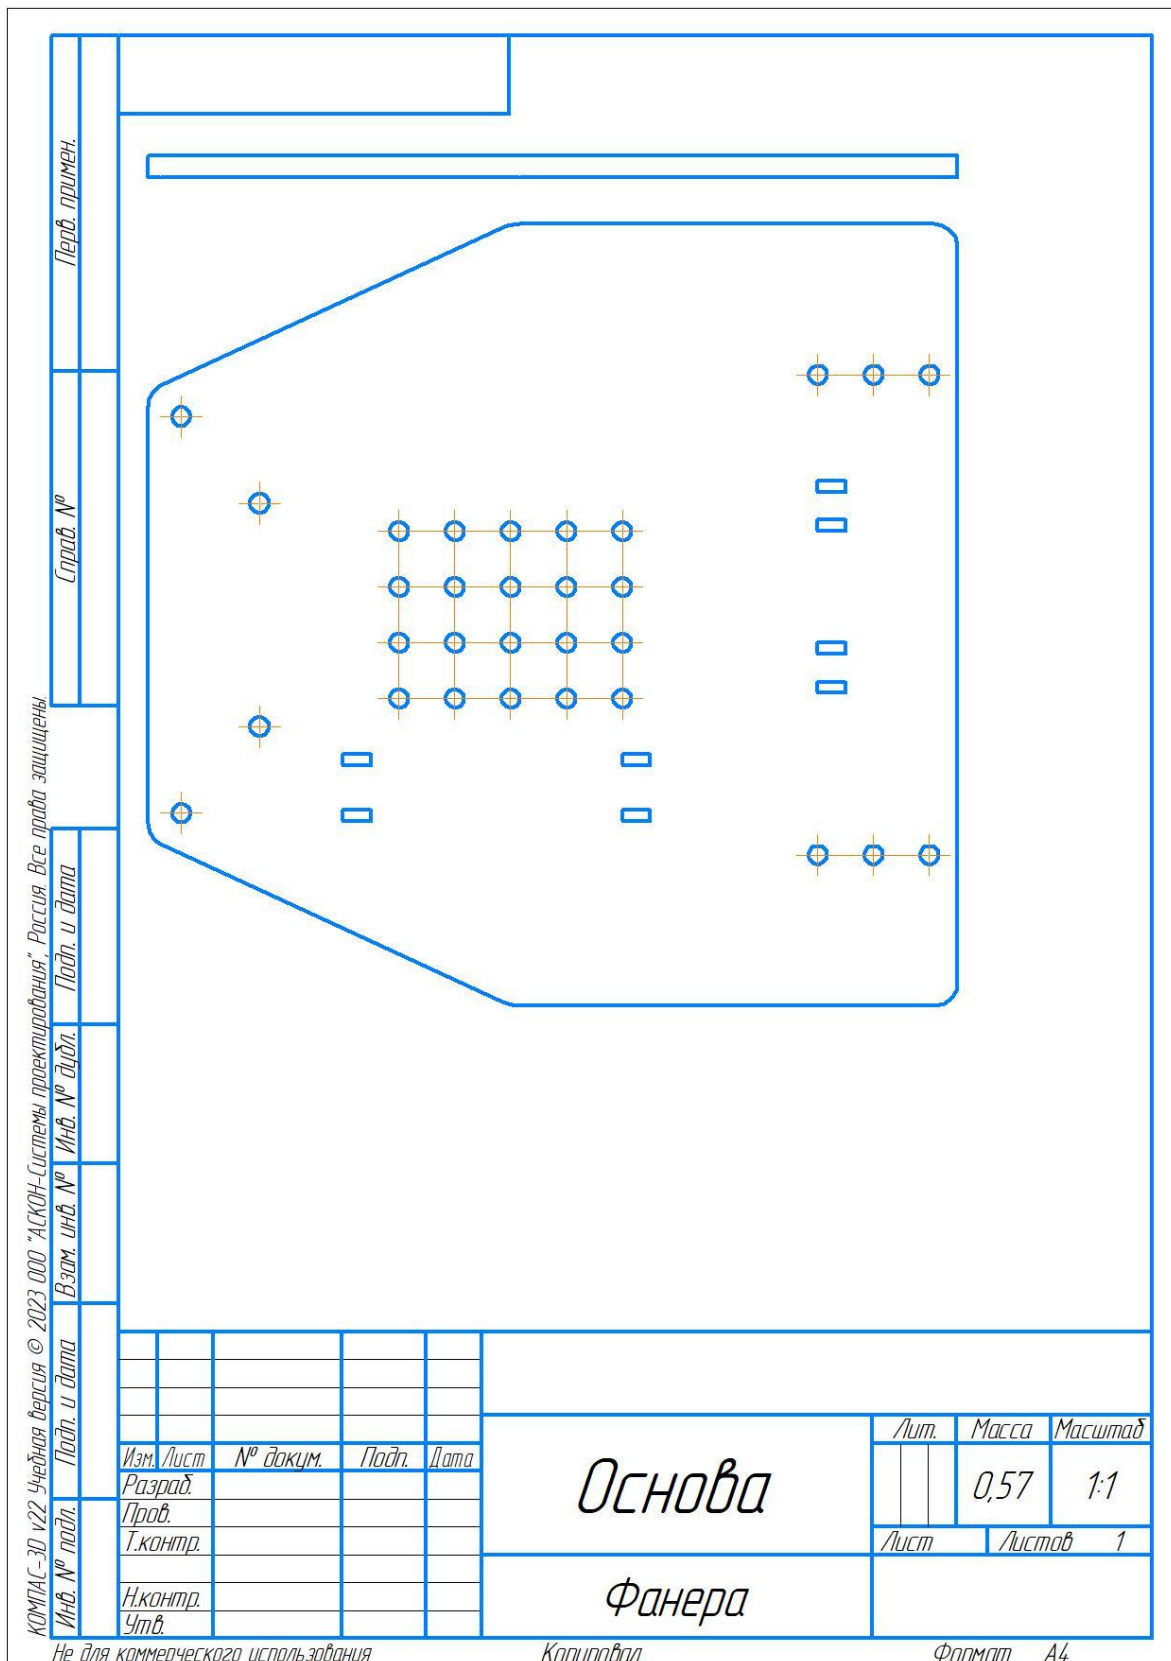 Перв. примен.
Справ. №
Подп. и дата
Инв. № дубл.
Взам. инв. №
Подп. и дата
Инв. № подл.
КОМПАС-3D v22 Учебная версия © 2023 ООО "АСКОН-Системы проектирования", Россия. Все права защищены.
Изм. Лист № докум. Подп. Дата
Разраб.
Пров.
Т.контр.
Н.контр.
Утв.
Основа
Фанера
Лит. Масса Масштаб
0,57 1:1
Лист Листов 1
Не для коммерческого использования Копировал Формат А4